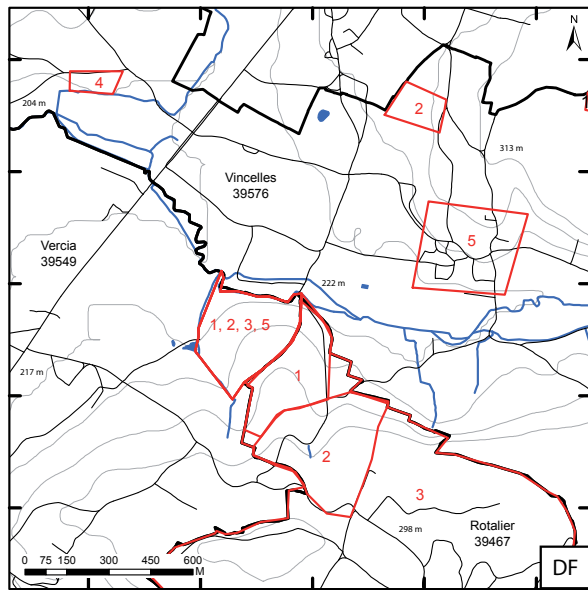 N
4
204 m
2
1
313 m
Vincelles
39576
5
Vercia
39549
222 m
1, 2, 3, 5
217 m
1
2
3
298 m
Rotalier
39467
0 75 150 300 450 600
M
DF